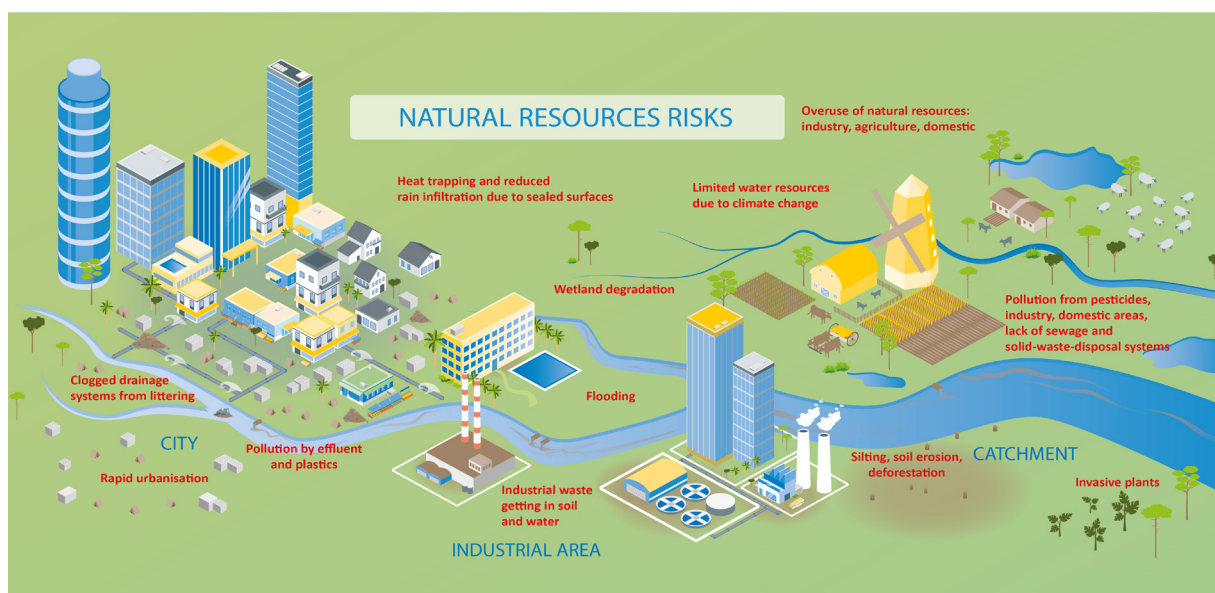 NATURAL RESOURCES RISKS
Overuse of natural resources:
industry, agriculture, domestic
Heat trapping and reduced
rain infiltration due to sealed surfaces
Limited water resources
due to climate change
Wetland degradation
Pollution from pesticides,
industry, domestic areas,
lack of sewage and
solid-waste-disposal systems
Clogged drainage
systems from littering
Flooding
CITY
Pollution by effluent
and plastics
Rapid urbanisation
Industrial waste
getting in soil
and water
INDUSTRIAL AREA
Silting, soil erosion,
deforestation
CATCHMENT
Invasive plants